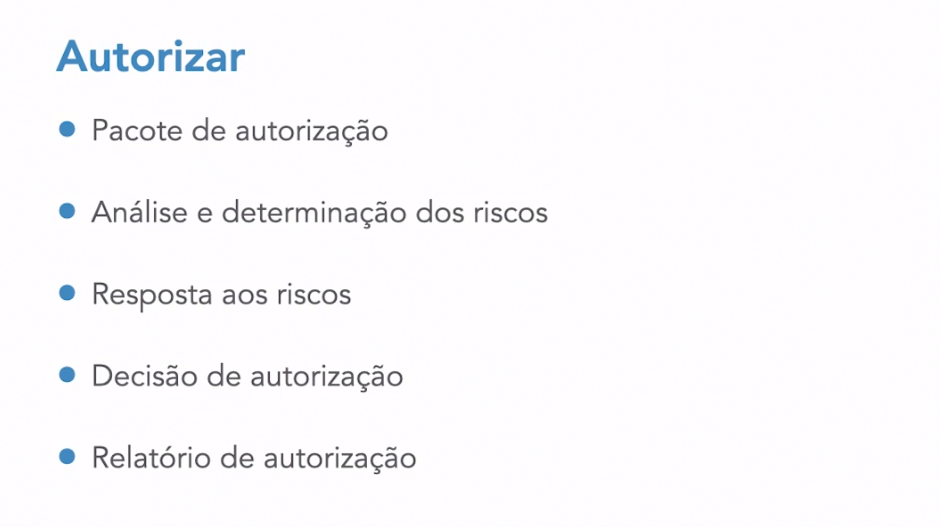 Autorizar
Pacote de autorização
Análise e determinação dos riscos
Resposta aos riscos
Decisão de autorização
Relatório de autorização